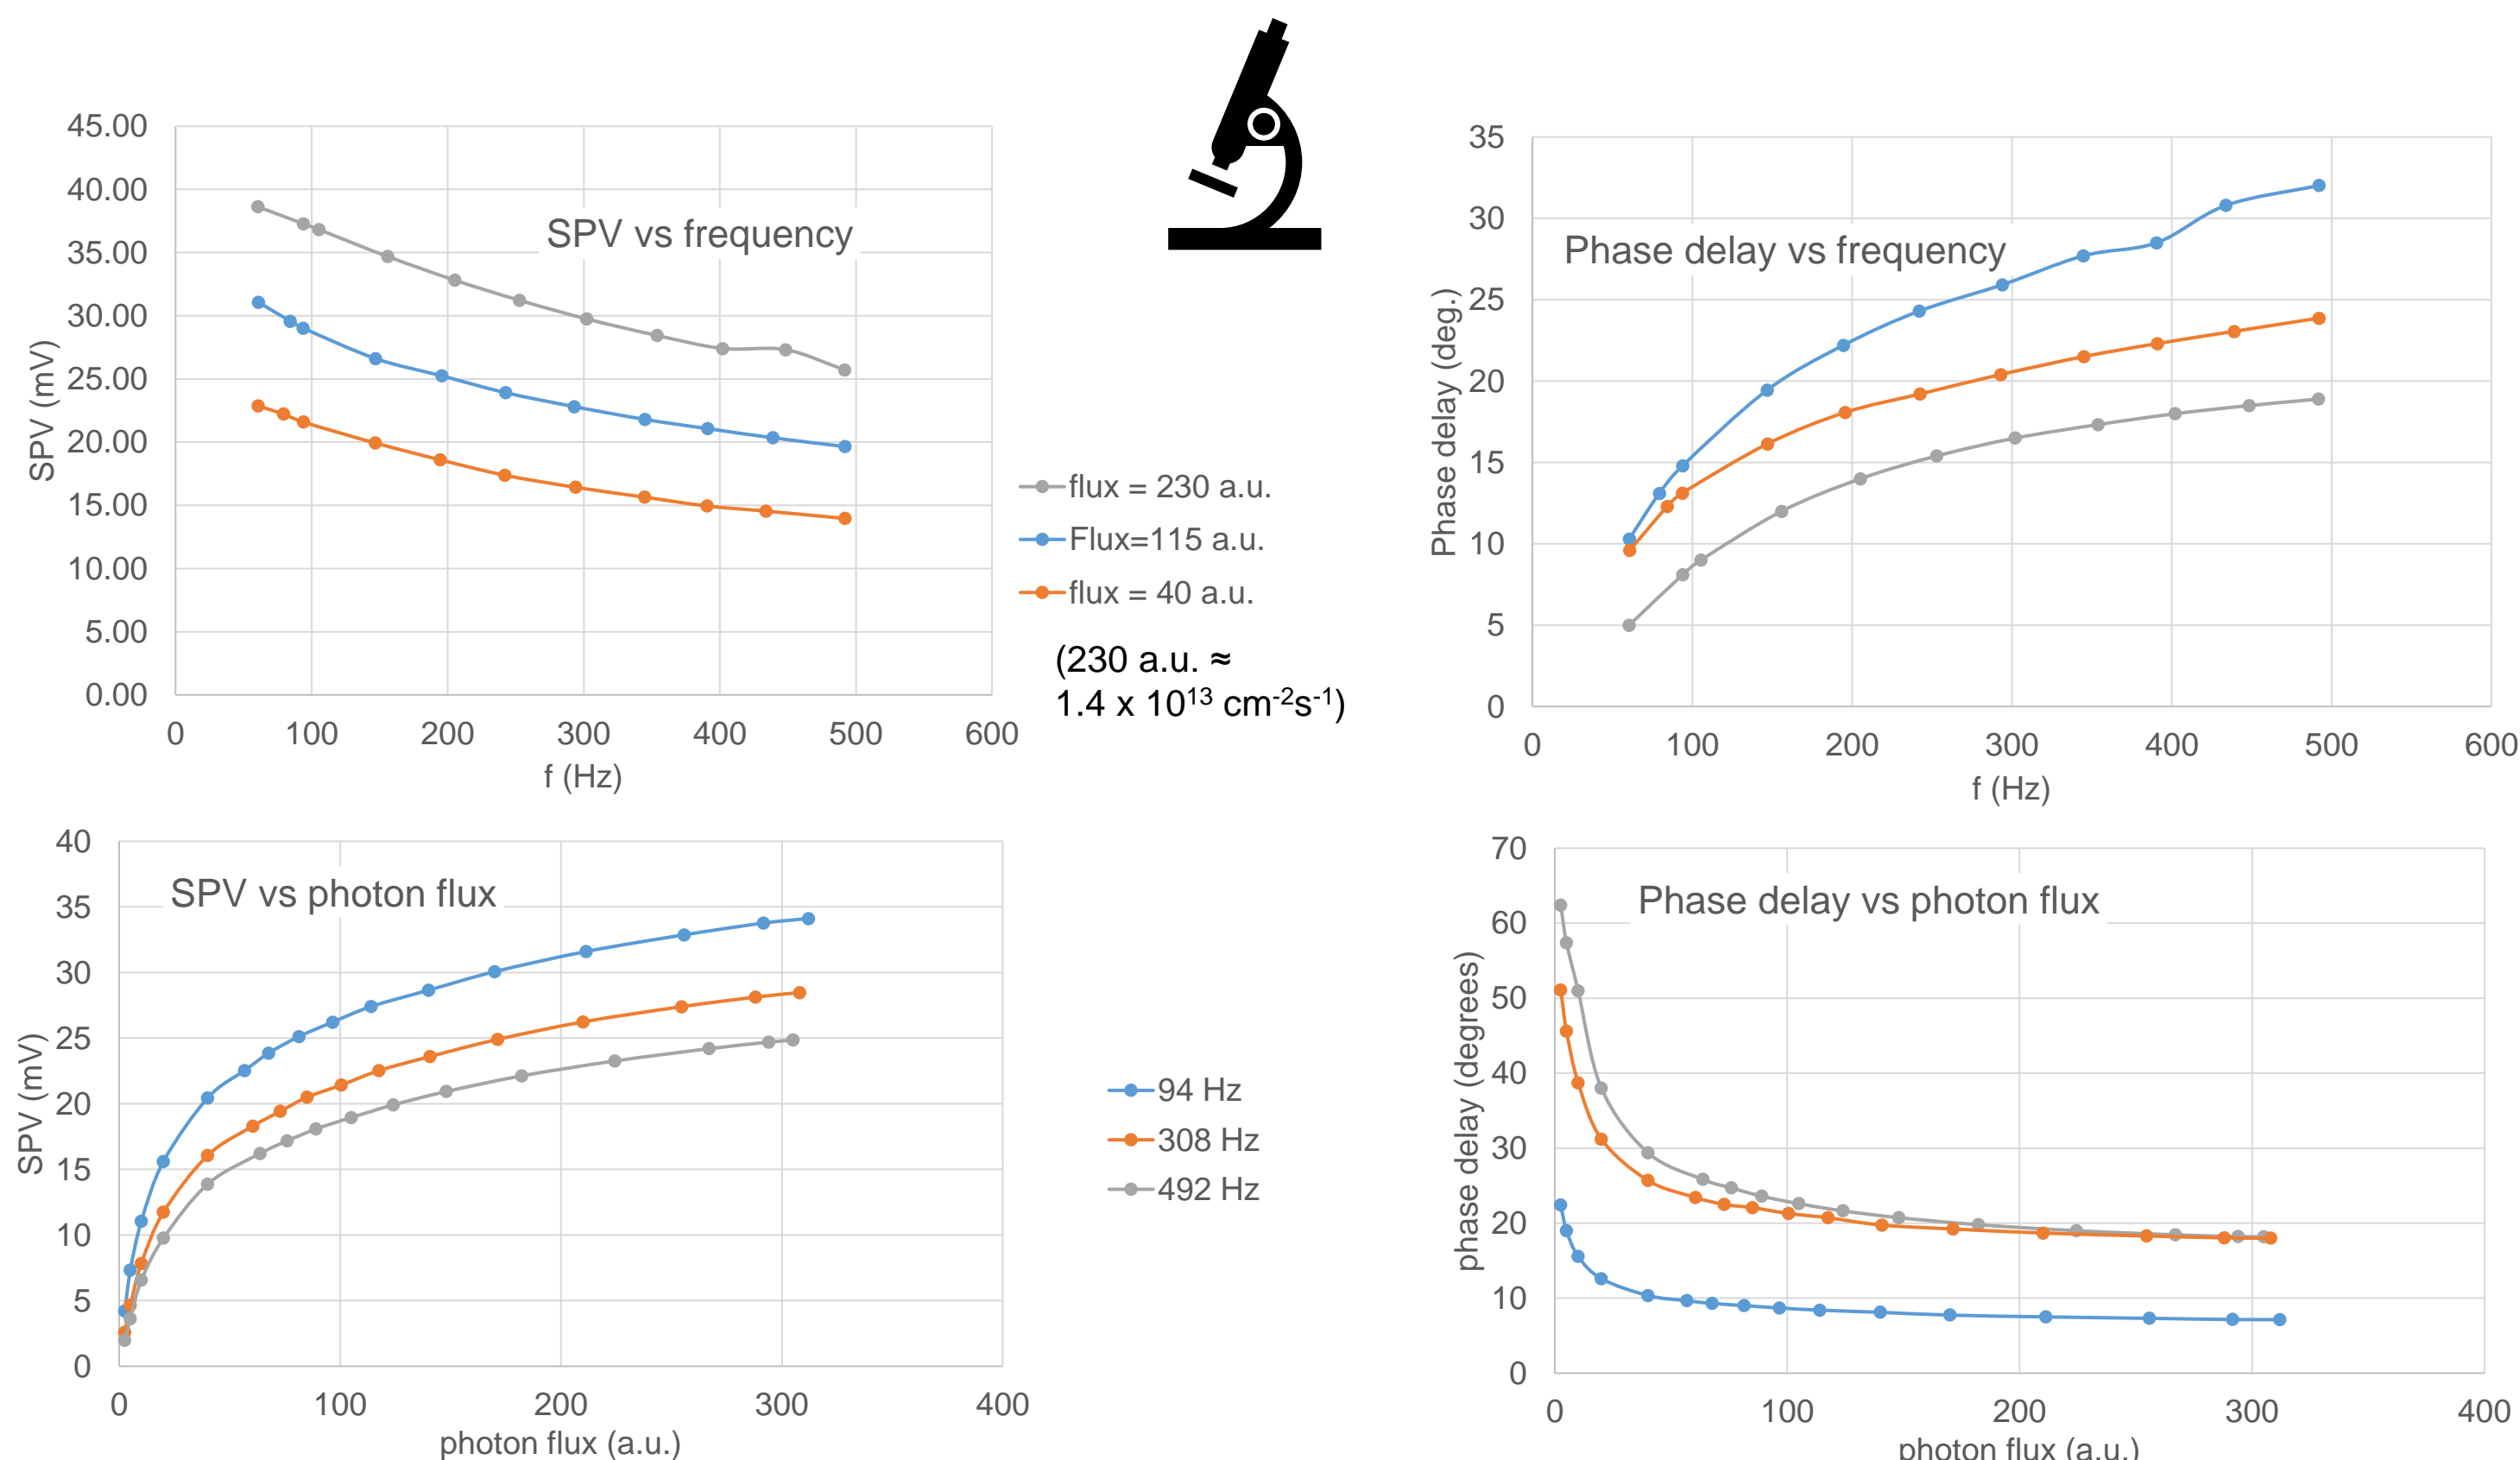 45.00
40.00
35.00
30.00
25.00
20.00
15.00
10.00
5.00
0.00
SPV (mV)
SPV vs frequency
0 100 200 300 400 500 600
f (Hz)
flux = 230 a.u.
Flux=115 a.u.
flux = 40 a.u.
(230 a.u. ≈
1.4 x 10¹³ cm⁻²s⁻¹)
35
30
25
20
15
10
5
0
Phase delay (deg.)
Phase delay vs frequency
0 100 200 300 400 500 600
f (Hz)
40
35
30
25
20
15
10
5
0
SPV (mV)
SPV vs photon flux
0 100 200 300 400
photon flux (a.u.)
94 Hz
308 Hz
492 Hz
70
60
50
40
30
20
10
0
phase delay (degrees)
Phase delay vs photon flux
0 100 200 300 400
photon flux (a.u.)